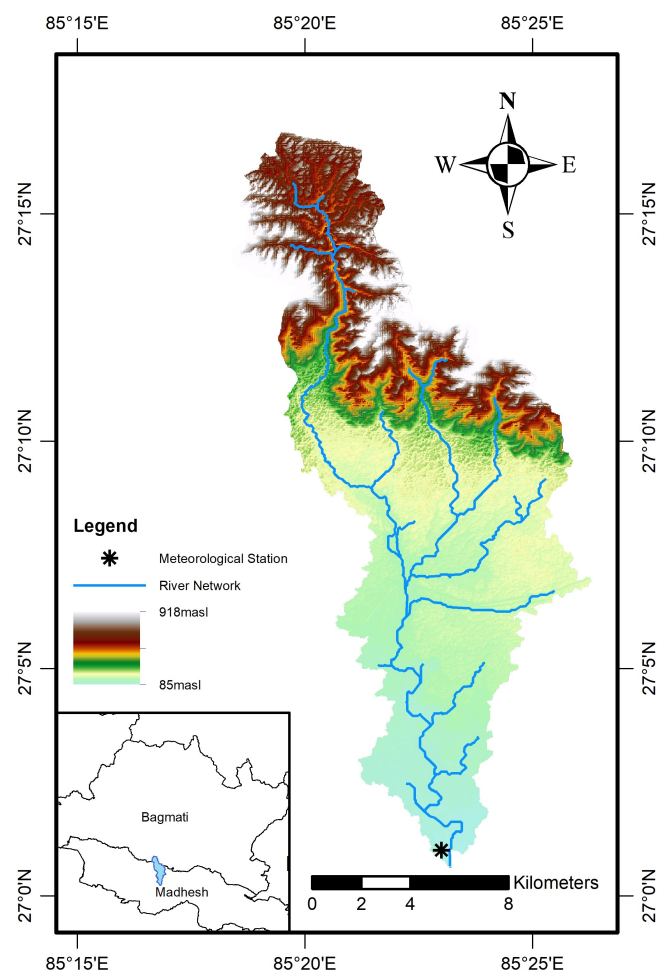 85°15'E 85°20'E 85°25'E
N
W E
S
27°15'N 27°15'N
27°10'N 27°10'N
Legend
Meteorological Station
River Network
918masl
85masl
27°5'N 27°5'N
Bagmati
Madhesh
Kilometers
0 2 4 8
27°0'N 27°0'N
85°15'E 85°20'E 85°25'E